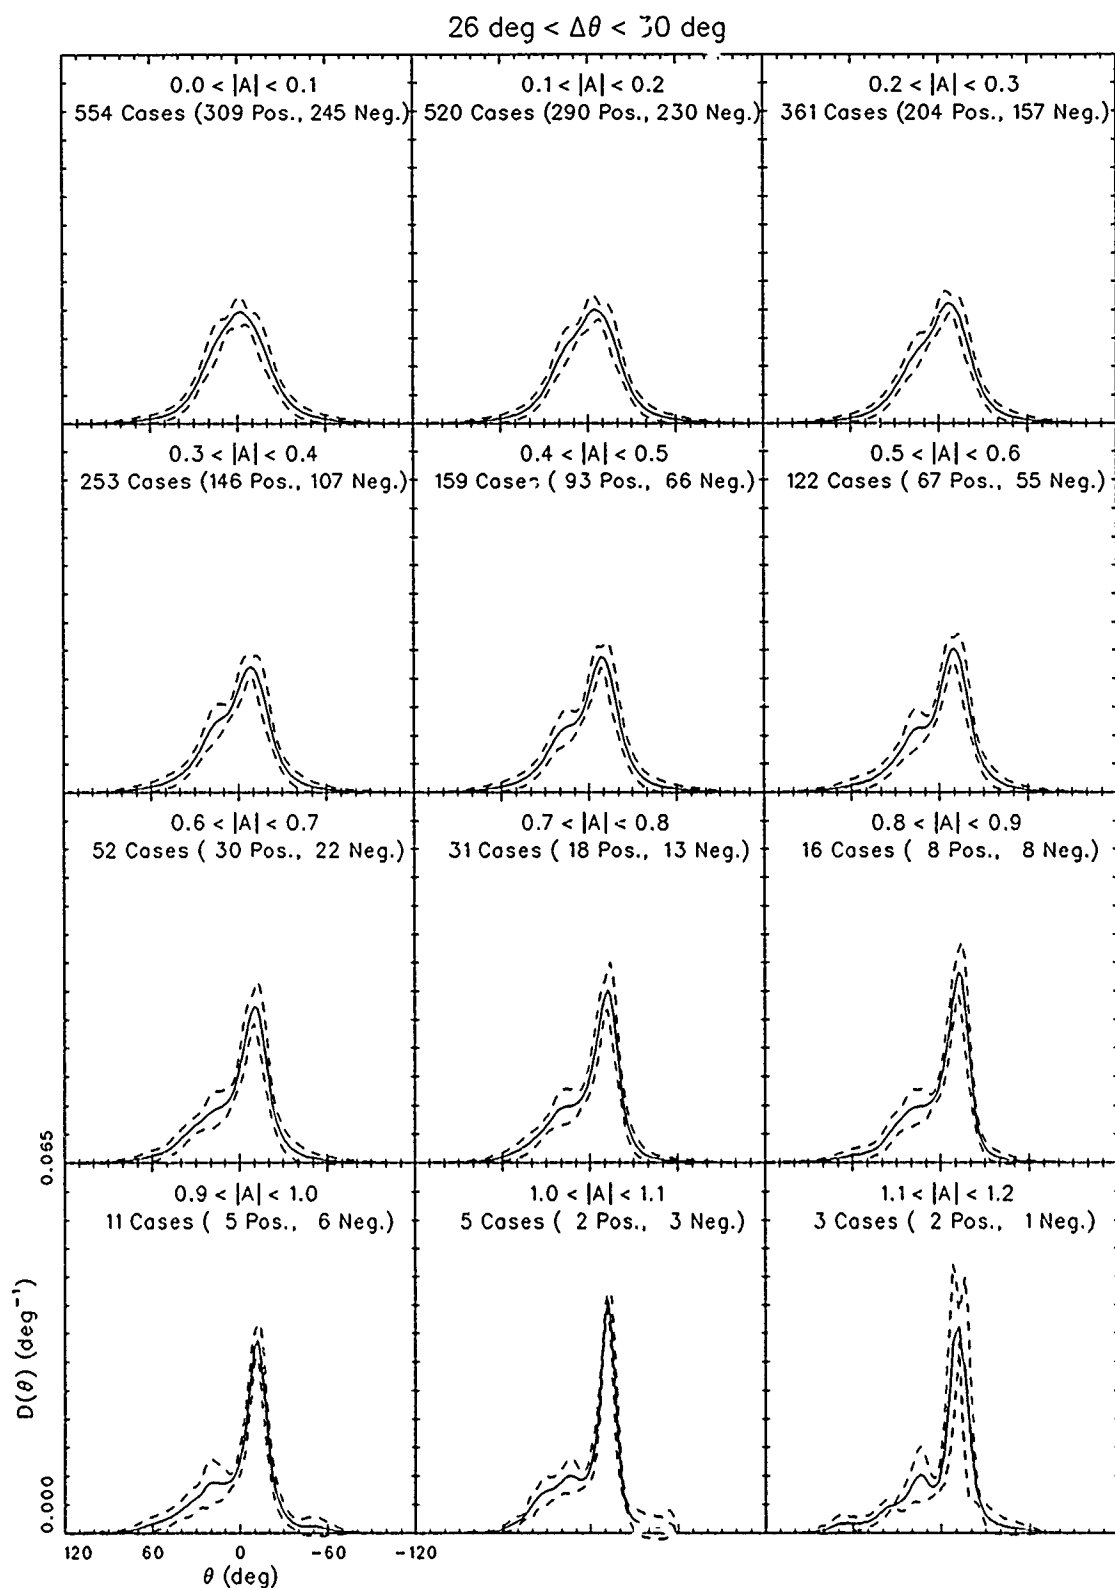 26 deg < Δθ < 30 deg
0.0 < |A| < 0.1
554 Cases (309 Pos., 245 Neg.)
0.1 < |A| < 0.2
520 Cases (290 Pos., 230 Neg.)
0.2 < |A| < 0.3
361 Cases (204 Pos., 157 Neg.)
0.3 < |A| < 0.4
253 Cases (146 Pos., 107 Neg.)
0.4 < |A| < 0.5
159 Cases ( 93 Pos., 66 Neg.)
0.5 < |A| < 0.6
122 Cases ( 67 Pos., 55 Neg.)
0.6 < |A| < 0.7
52 Cases ( 30 Pos., 22 Neg.)
0.7 < |A| < 0.8
31 Cases ( 18 Pos., 13 Neg.)
0.8 < |A| < 0.9
16 Cases ( 8 Pos., 8 Neg.)
0.9 < |A| < 1.0
11 Cases ( 5 Pos., 6 Neg.)
1.0 < |A| < 1.1
5 Cases ( 2 Pos., 3 Neg.)
1.1 < |A| < 1.2
3 Cases ( 2 Pos., 1 Neg.)
0.065
D(θ) (deg⁻¹)
0.000
120 60 0 -60 -120
θ (deg)